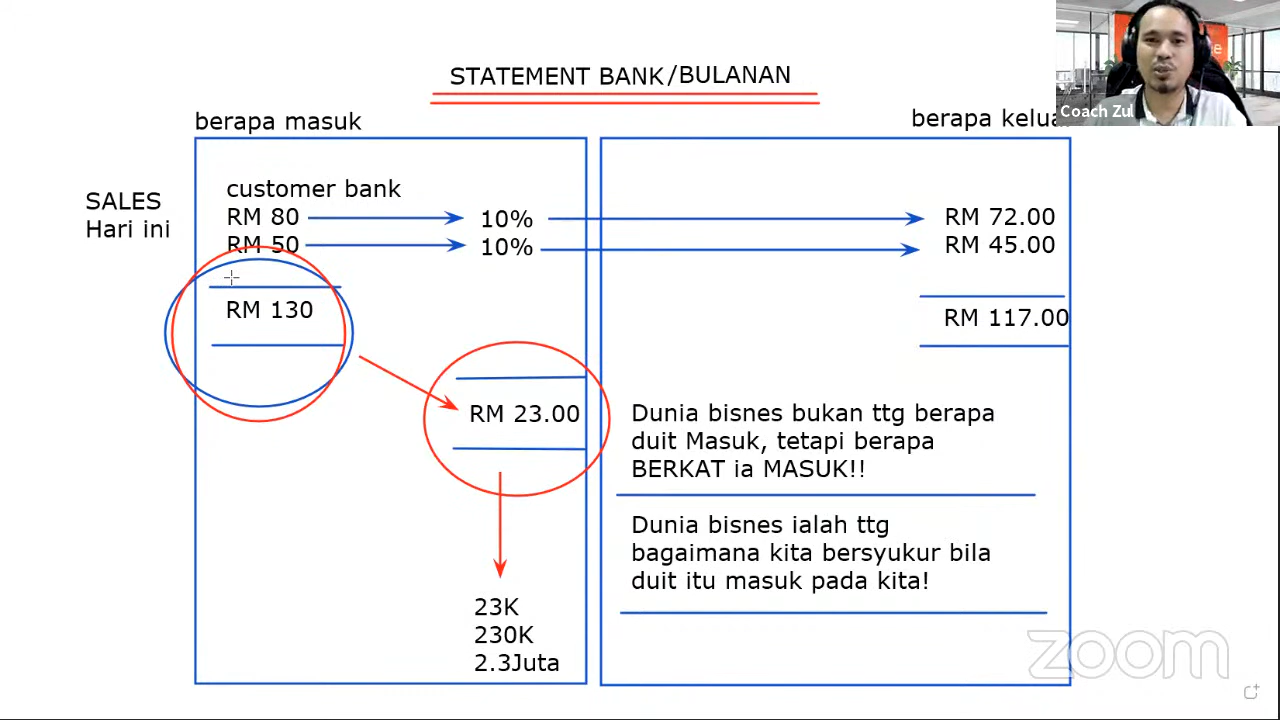 STATEMENT BANK/BULANAN
Coach Zul
berapa masuk
berapa kelua
SALES
Hari ini
customer bank
RM 80
10%
RM 72.00
RM 50
10%
RM 45.00
RM 130
RM 117.00
RM 23.00
Dunia bisnes bukan ttg berapa
duit Masuk, tetapi berapa
BERKAT ia MASUK!!
Dunia bisnes ialah ttg
bagaimana kita bersyukur bila
duit itu masuk pada kita!
23K
230K
2.3Juta
zoom